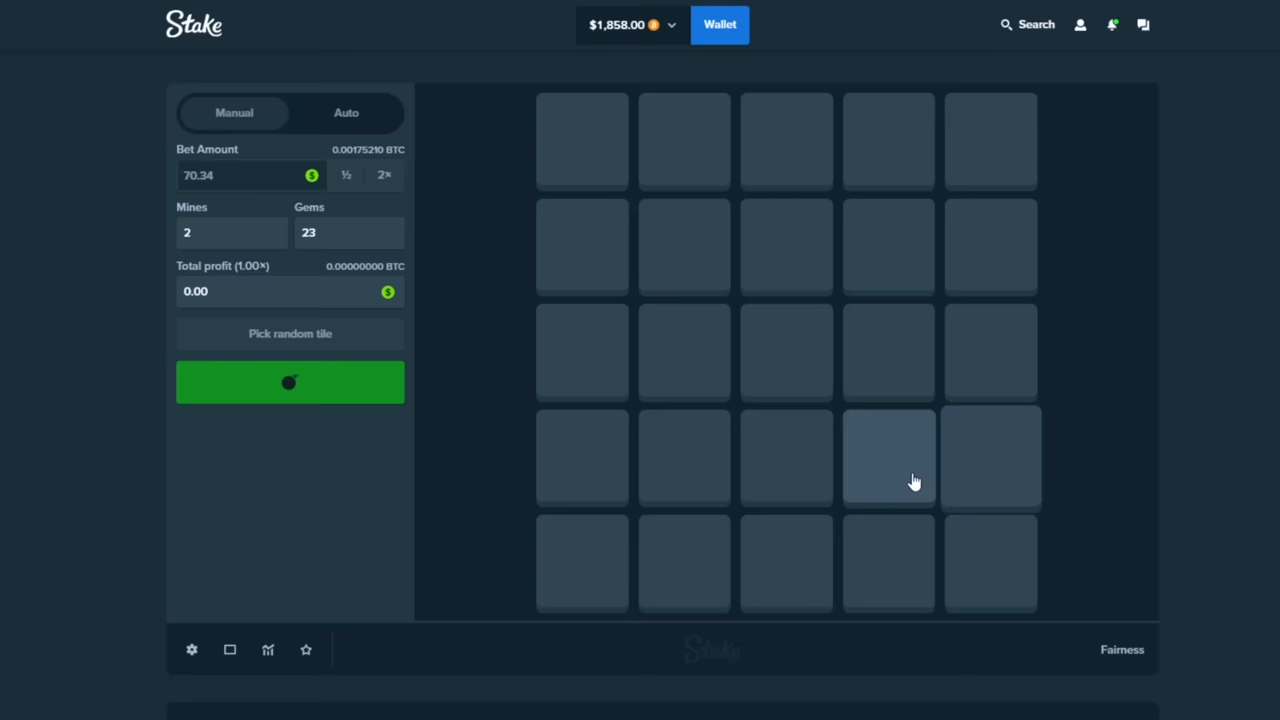 Stake
$1,858.00
Wallet
Search
Manual
Auto
Bet Amount
0.00175210 BTC
70.34
$
½
2×
Mines
Gems
2
23
Total profit (1.00×)
0.00000000 BTC
0.00
$
Pick random tile
Stake
Fairness